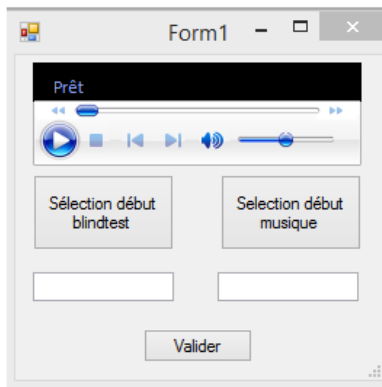 Form1
Prêt
Sélection début
blindtest
Selection début
musique
Valider